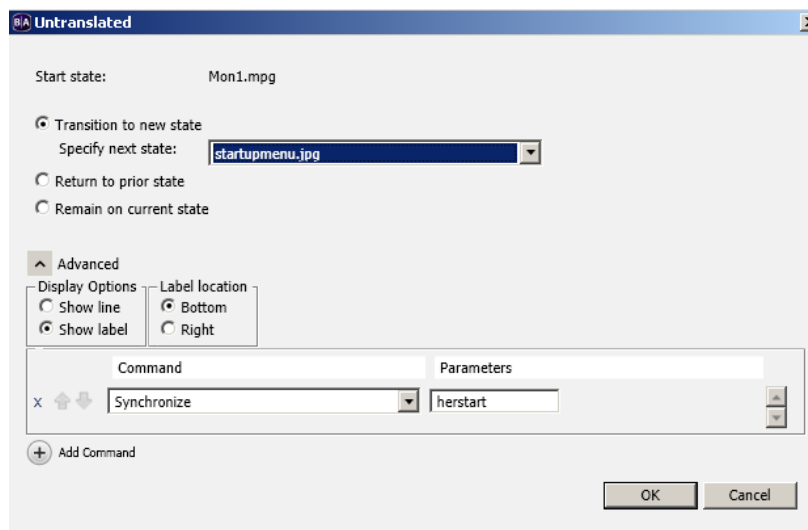 B|A Untranslated
Start state: Mon1.mpg
Transition to new state
Specify next state: startupmenu.jpg
Return to prior state
Remain on current state
Advanced
Display Options Label location
Show line Bottom
Show label Right
Command Parameters
x Synchronize herstart
+ Add Command
OK Cancel